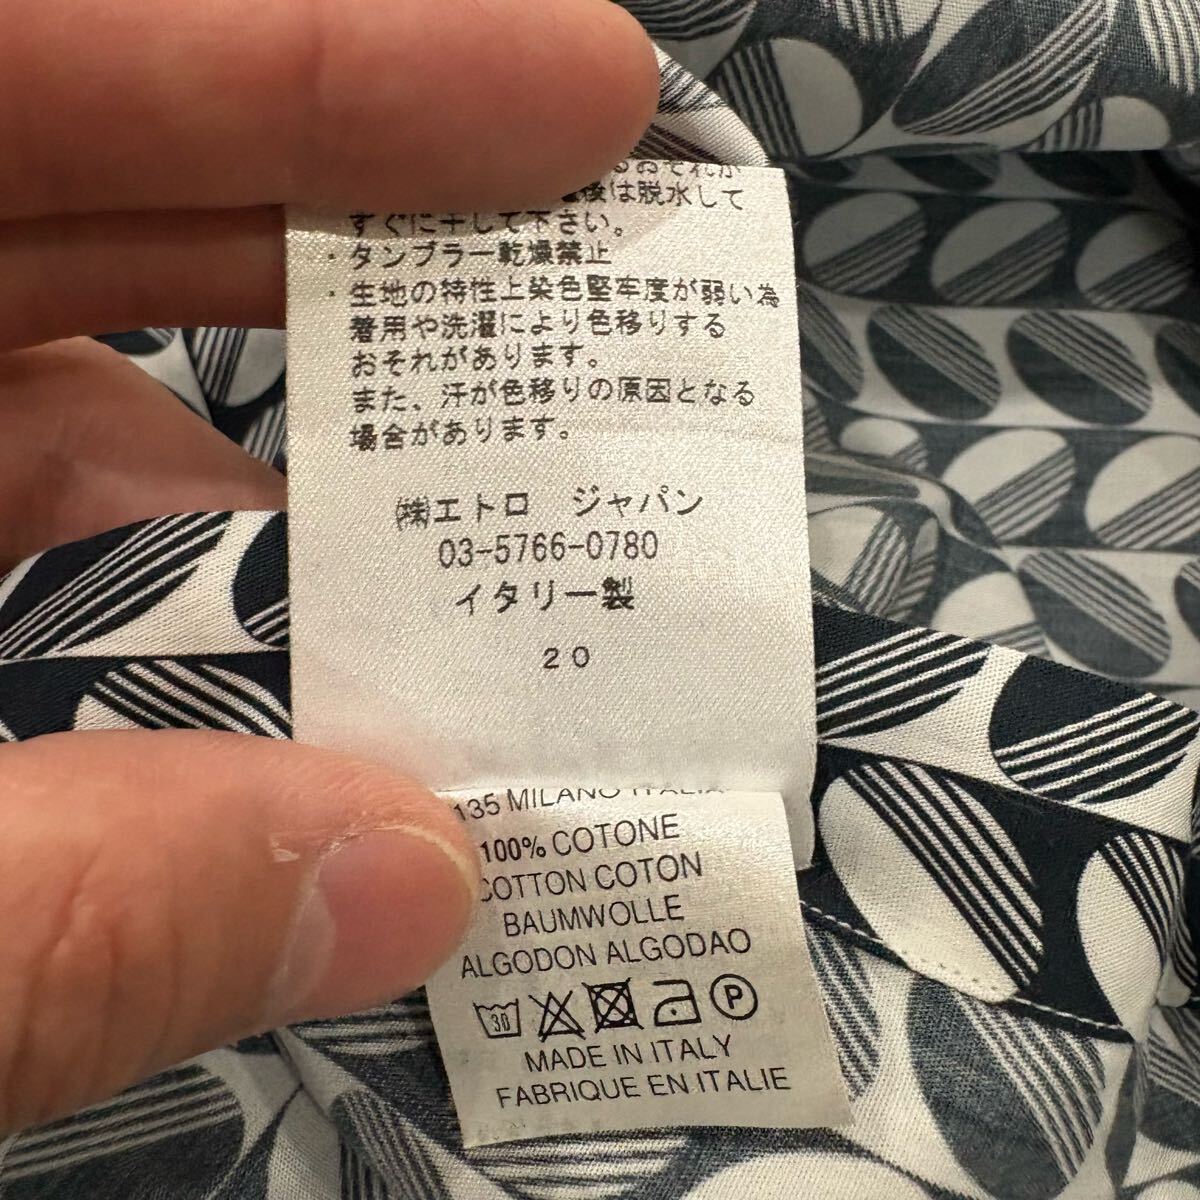 るおそれが
後は脱水して
すぐに干して下さい。
・タンブラー乾燥禁止
・生地の特性上染色堅牢度が弱い為
着用や洗濯により色移りする
おそれがあります。
また、汗が色移りの原因となる
場合があります。
㈱エトロ ジャパン
03-5766-0780
イタリー製
20
135 MILANO ITALIA
100% COTONE
COTTON COTON
BAUMWOLLE
ALGODON ALGODAO
30 P
MADE IN ITALY
FABRIQUE EN ITALIE